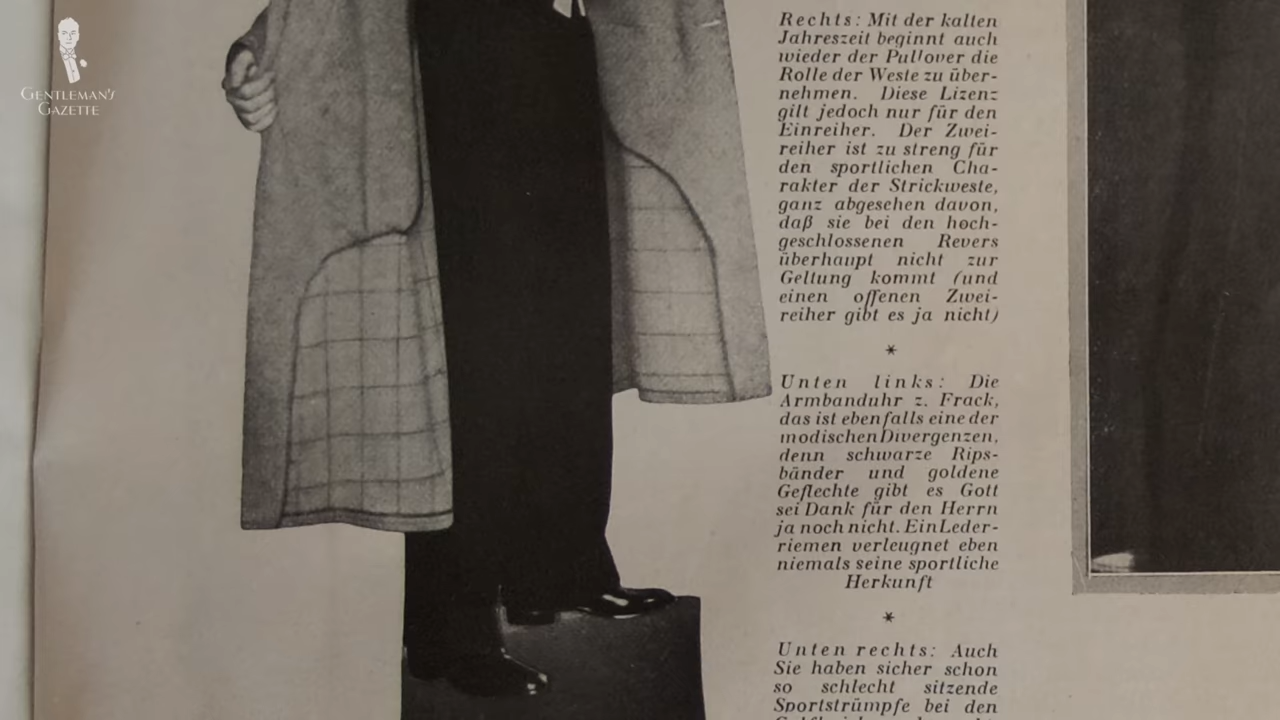 GENTLEMAN'S
GAZETTE
Rechts: Mit der kalten
Jahreszeit beginnt auch
wieder der Pullover die
Rolle der Weste zu über-
nehmen. Diese Lizenz
gilt jedoch nur für den
Einreiher. Der Zwei-
reiher ist zu streng für
den sportlichen Cha-
rakter der Strickweste,
ganz abgesehen davon,
daß sie bei den hoch-
geschlossenen Revers
überhaupt nicht zur
Geltung kommt (und
einen offenen Zwei-
reiher gibt es ja nicht)
*
Unten links: Die
Armbanduhr z. Frack,
das ist ebenfalls eine der
modischen Divergenzen,
denn schwarze Rips-
bänder und goldene
Geflechte gibt es Gott
sei Dank für den Herrn
ja noch nicht. Ein Leder-
riemen verleugnet eben
niemals seine sportliche
Herkunft
*
Unten rechts: Auch
Sie haben sicher schon
so schlecht sitzende
Sportstrümpfe bei den